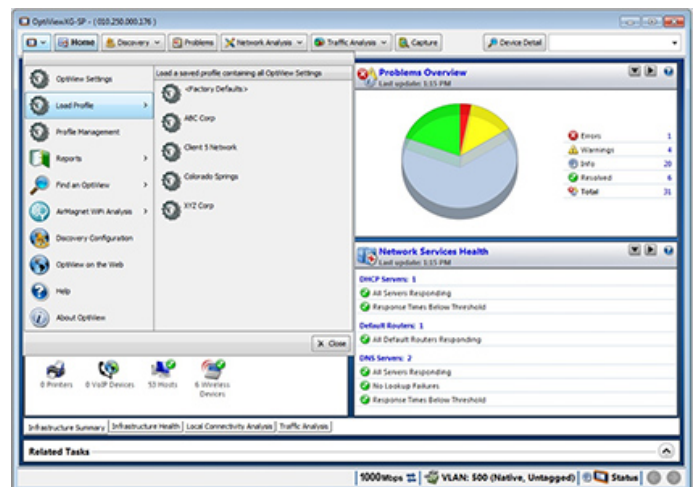 OptiViewXG-SP - ( 010.250.000.176 )
Home Discovery Problems Network Analysis Traffic Analysis Capture Device Detail
OptiView Settings
Load Profile
Profile Management
Reports
Find an OptiView
AirMagnet WiFi Analysis
Discovery Configuration
OptiView on the Web
Help
About OptiView
Load a saved profile containing all OptiView Settings
<Factory Defaults>
ABC Corp
Client 5 Network
Colorado Springs
XYZ Corp
Close
Problems Overview
Last update: 1:15 PM
Errors 1
Warnings 4
Info 20
Resolved 6
Total 31
Network Services Health
Last update: 1:15 PM
DHCP Servers: 1
All Servers Responding
Response Times Below Threshold
Default Routers: 1
All Default Routers Responding
DNS Servers: 2
All Servers Responding
No Lookup Failures
Response Times Below Threshold
0 Printers 0 VoIP Devices 53 Hosts 6 Wireless Devices
Infrastructure Summary Infrastructure Health Local Connectivity Analysis Traffic Analysis
Related Tasks
1000Mbps VLAN: 500 (Native, Untagged) Status